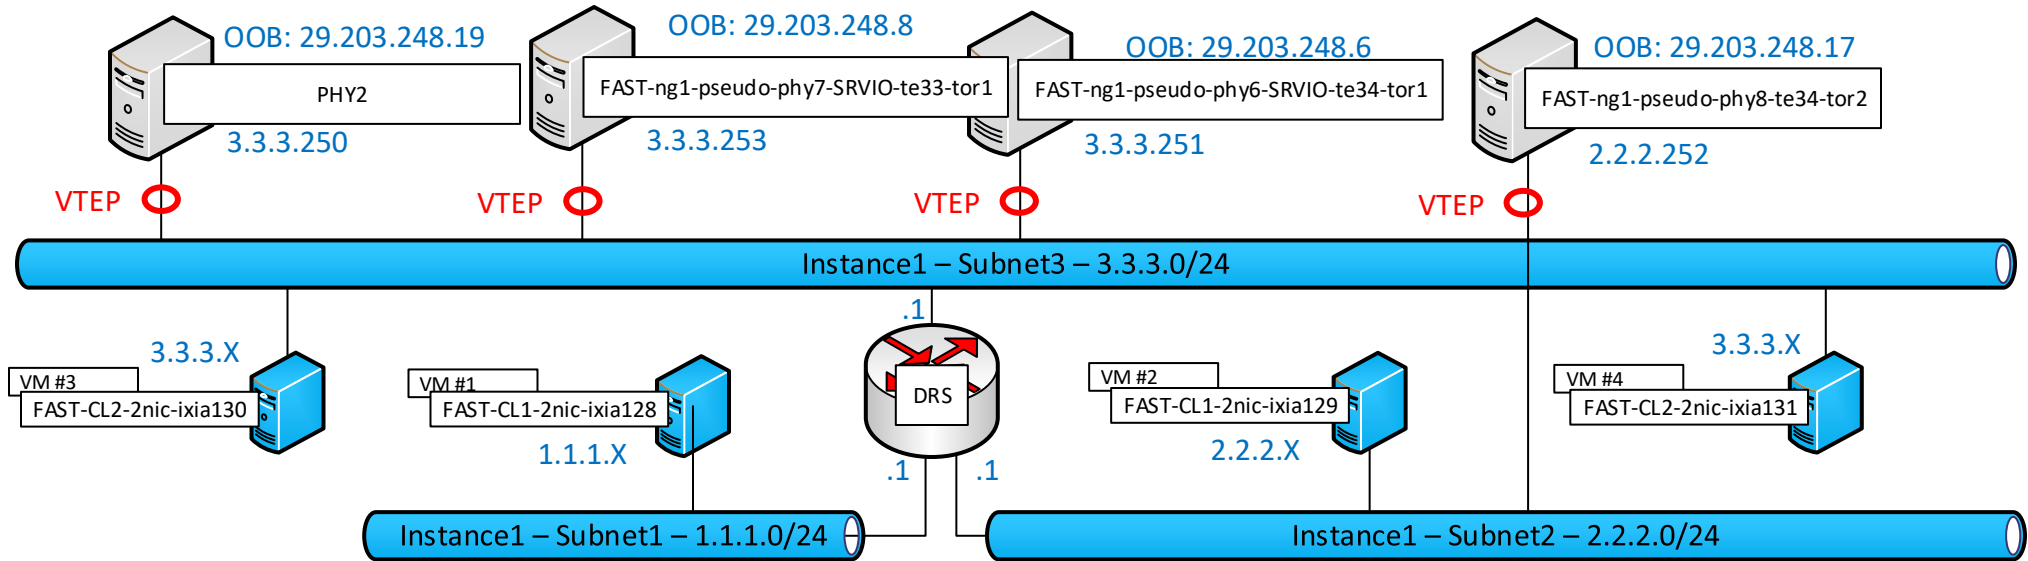 OOB: 29.203.248.19
OOB: 29.203.248.8
OOB: 29.203.248.6
OOB: 29.203.248.17
PHY2
FAST-ng1-pseudo-phy7-SRVIO-te33-tor1
FAST-ng1-pseudo-phy6-SRVIO-te34-tor1
FAST-ng1-pseudo-phy8-te34-tor2
3.3.3.250
3.3.3.253
3.3.3.251
2.2.2.252
VTEP
VTEP
VTEP
VTEP
Instance1 – Subnet3 – 3.3.3.0/24
.1
3.3.3.X
3.3.3.X
VM #3
FAST-CL2-2nic-ixia130
VM #1
FAST-CL1-2nic-ixia128
DRS
VM #2
FAST-CL1-2nic-ixia129
VM #4
FAST-CL2-2nic-ixia131
1.1.1.X
2.2.2.X
.1
.1
Instance1 – Subnet1 – 1.1.1.0/24
Instance1 – Subnet2 – 2.2.2.0/24